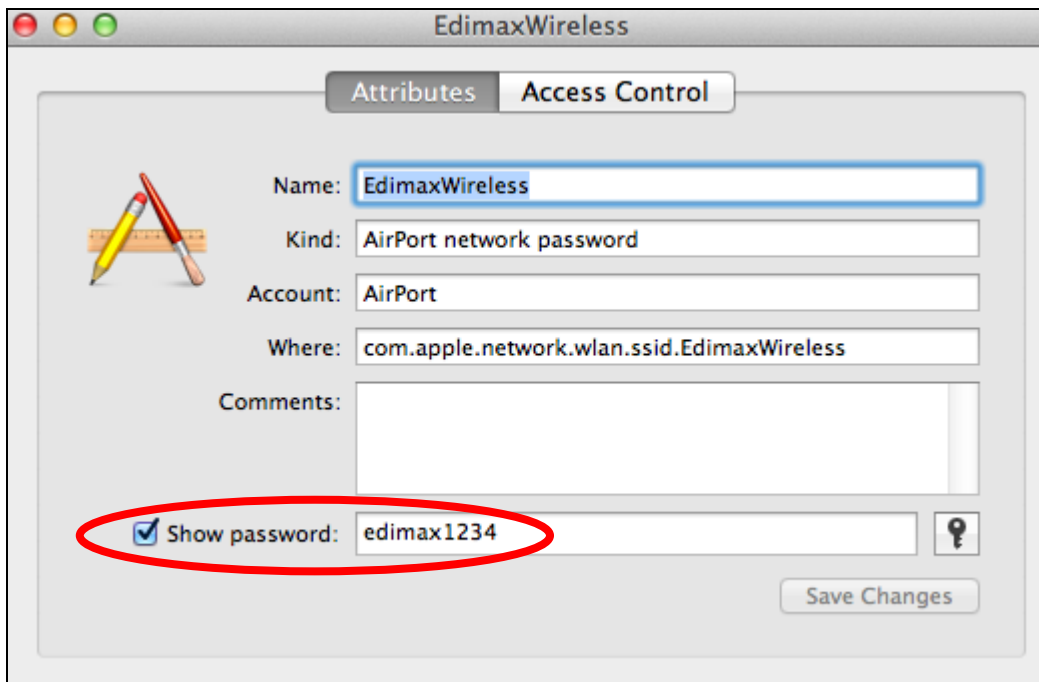 EdimaxWireless
Attributes Access Control
Name: EdimaxWireless
Kind: AirPort network password
Account: AirPort
Where: com.apple.network.wlan.ssid.EdimaxWireless
Comments:
Show password: edimax1234
Save Changes